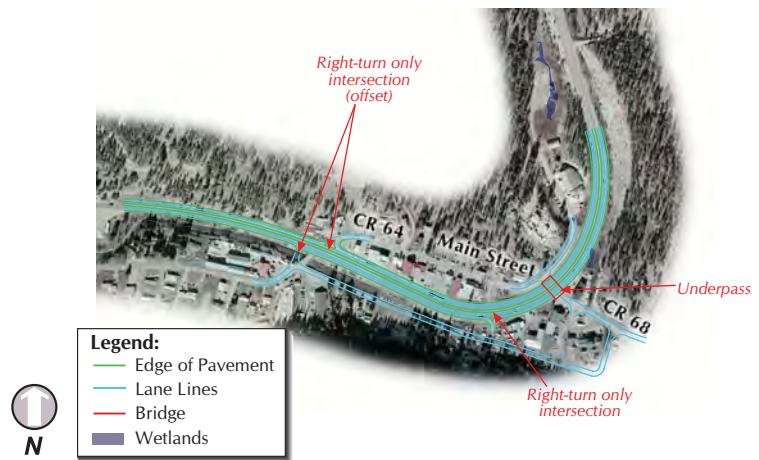 Right-turn only
intersection
(offset)
CR 64
Main Street
Underpass
CR 68
Right-turn only
intersection
Legend:
Edge of Pavement
Lane Lines
Bridge
Wetlands
N